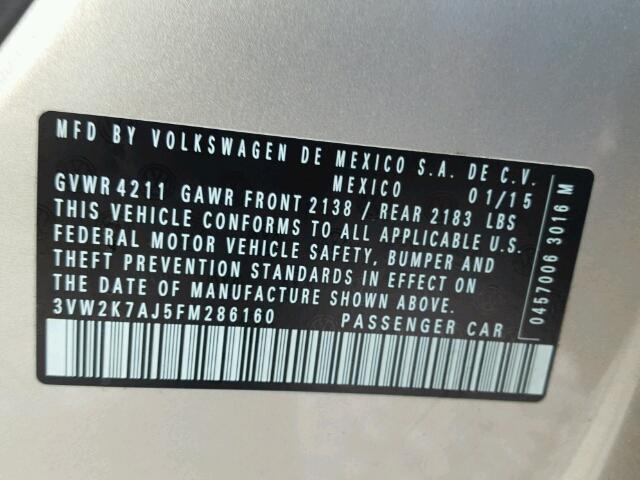 MFD BY VOLKSWAGEN DE MEXICO S.A. DE C.V.
MEXICO 01/15
GVWR 4211 GAWR FRONT 2138 / REAR 2183 LBS
THIS VEHICLE CONFORMS TO ALL APPLICABLE U.S.
FEDERAL MOTOR VEHICLE SAFETY, BUMPER AND
THEFT PREVENTION STANDARDS IN EFFECT ON
THE DATE OF MANUFACTURE SHOWN ABOVE.
3VW2K7AJ5FM286160 PASSENGER CAR
0457006 3016 M